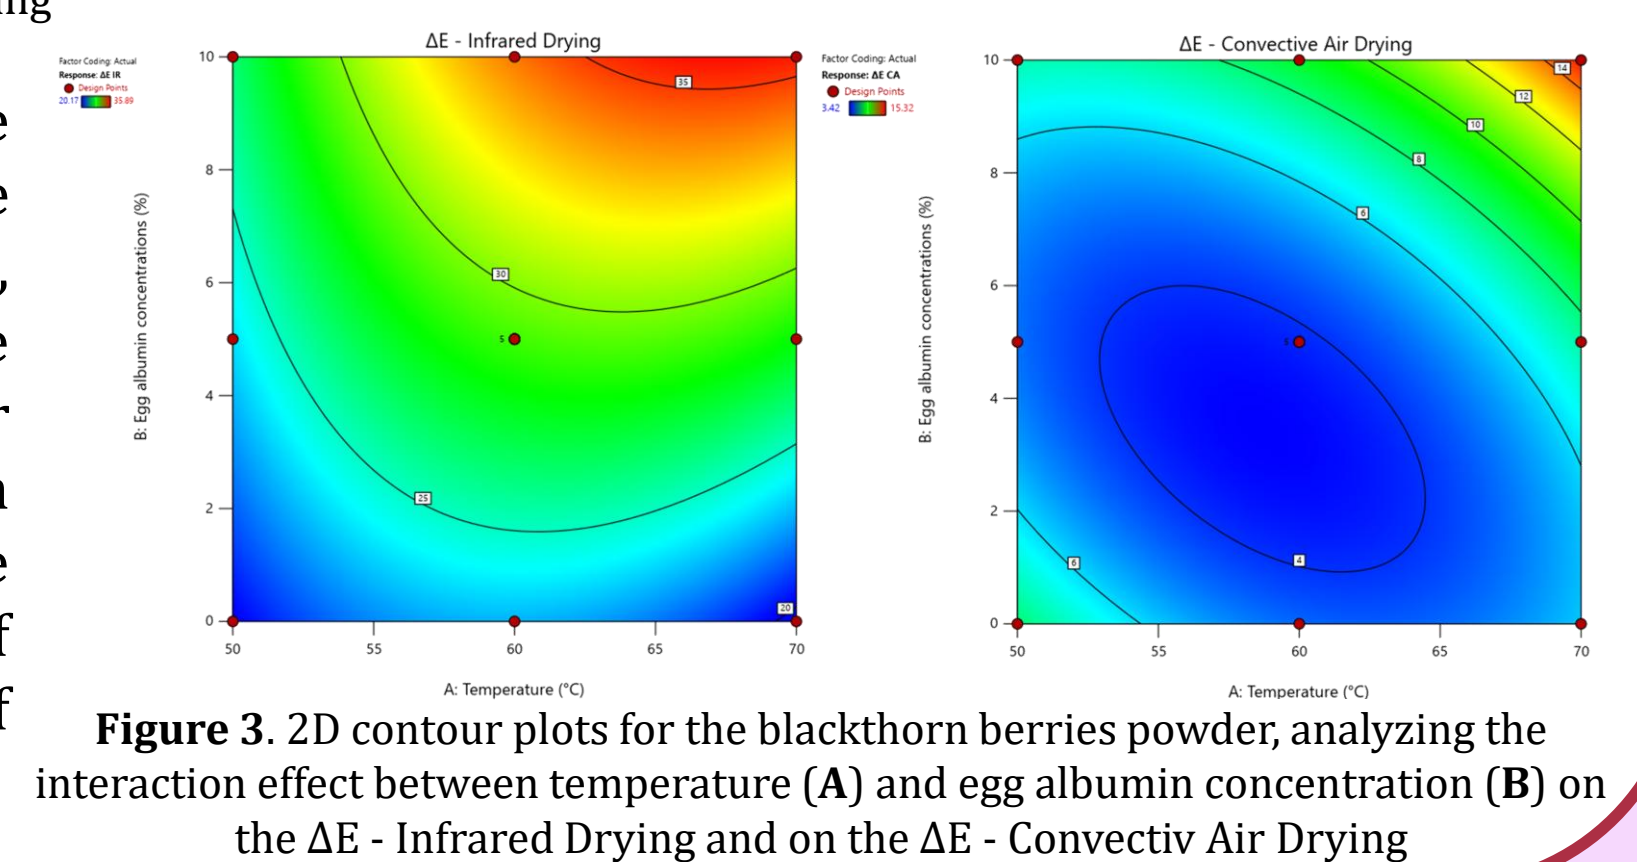 ing
e
e
,
e
r
n
e
f
f
ΔE - Infrared Drying
Factor Coding: Actual
Response: ΔE IR
Design Points
20.17 35.89
B: Egg albumin concentrations (%)
10
8
6
4
2
0
35
30
5
25
20
50 55 60 65 70
A: Temperature (°C)
ΔE - Convective Air Drying
Factor Coding: Actual
Response: ΔE CA
Design Points
3.42 15.32
B: Egg albumin concentrations (%)
10
8
6
4
2
0
14
12
10
8
6
5
4
6
50 55 60 65 70
A: Temperature (°C)
Figure 3. 2D contour plots for the blackthorn berries powder, analyzing the
interaction effect between temperature (A) and egg albumin concentration (B) on
the ΔE - Infrared Drying and on the ΔE - Convectiv Air Drying